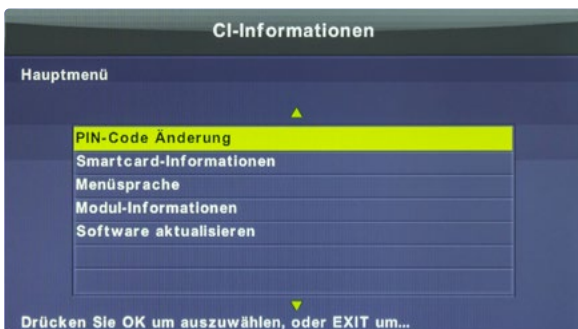 CI-Informationen
Hauptmenü
PIN-Code Änderung
Smartcard-Informationen
Menüsprache
Modul-Informationen
Software aktualisieren
Drücken Sie OK um auszuwählen, oder EXIT um...